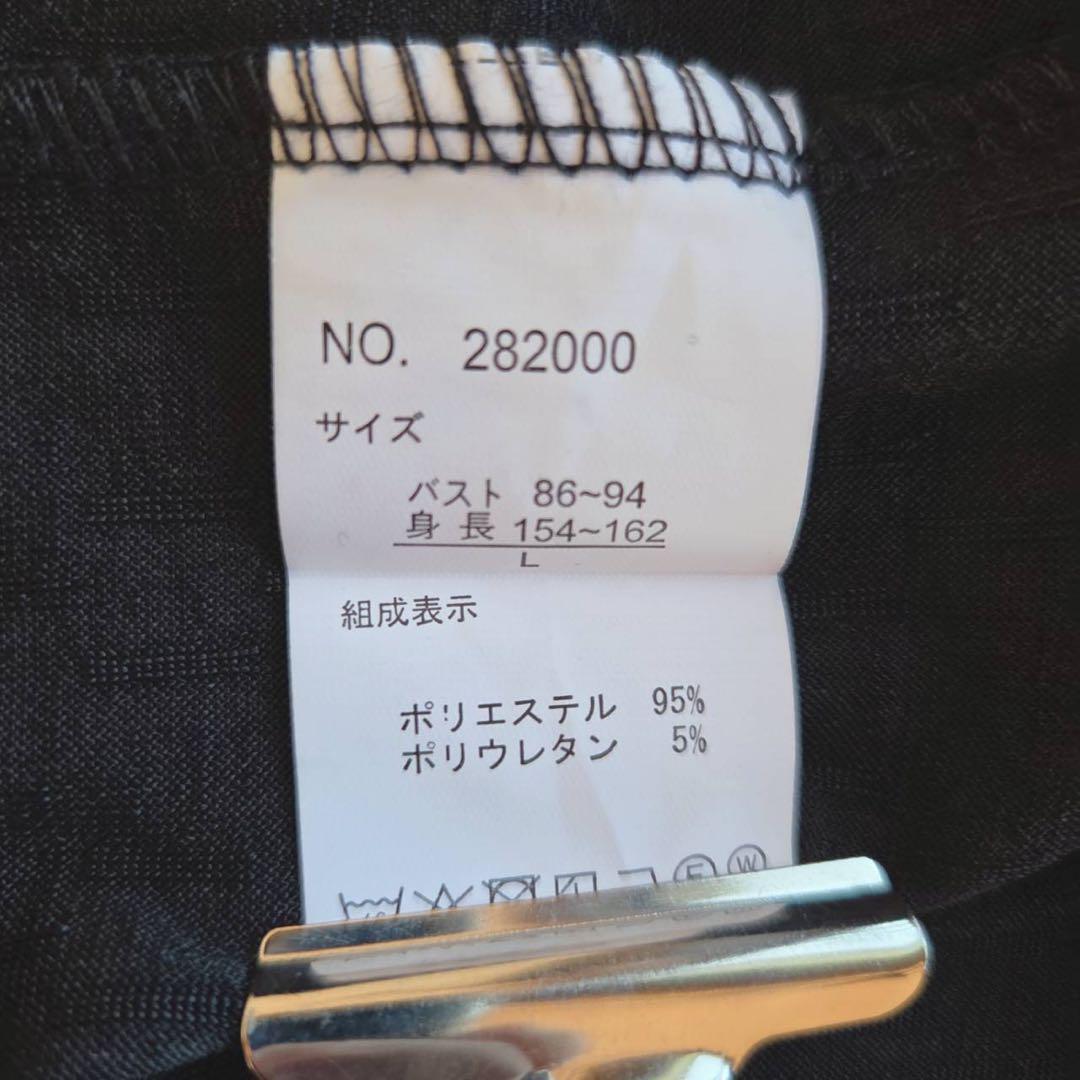 NO. 282000
サイズ
バスト 86~94
身長 154~162
L
組成表示
ポリエステル 95%
ポリウレタン 5%
F W